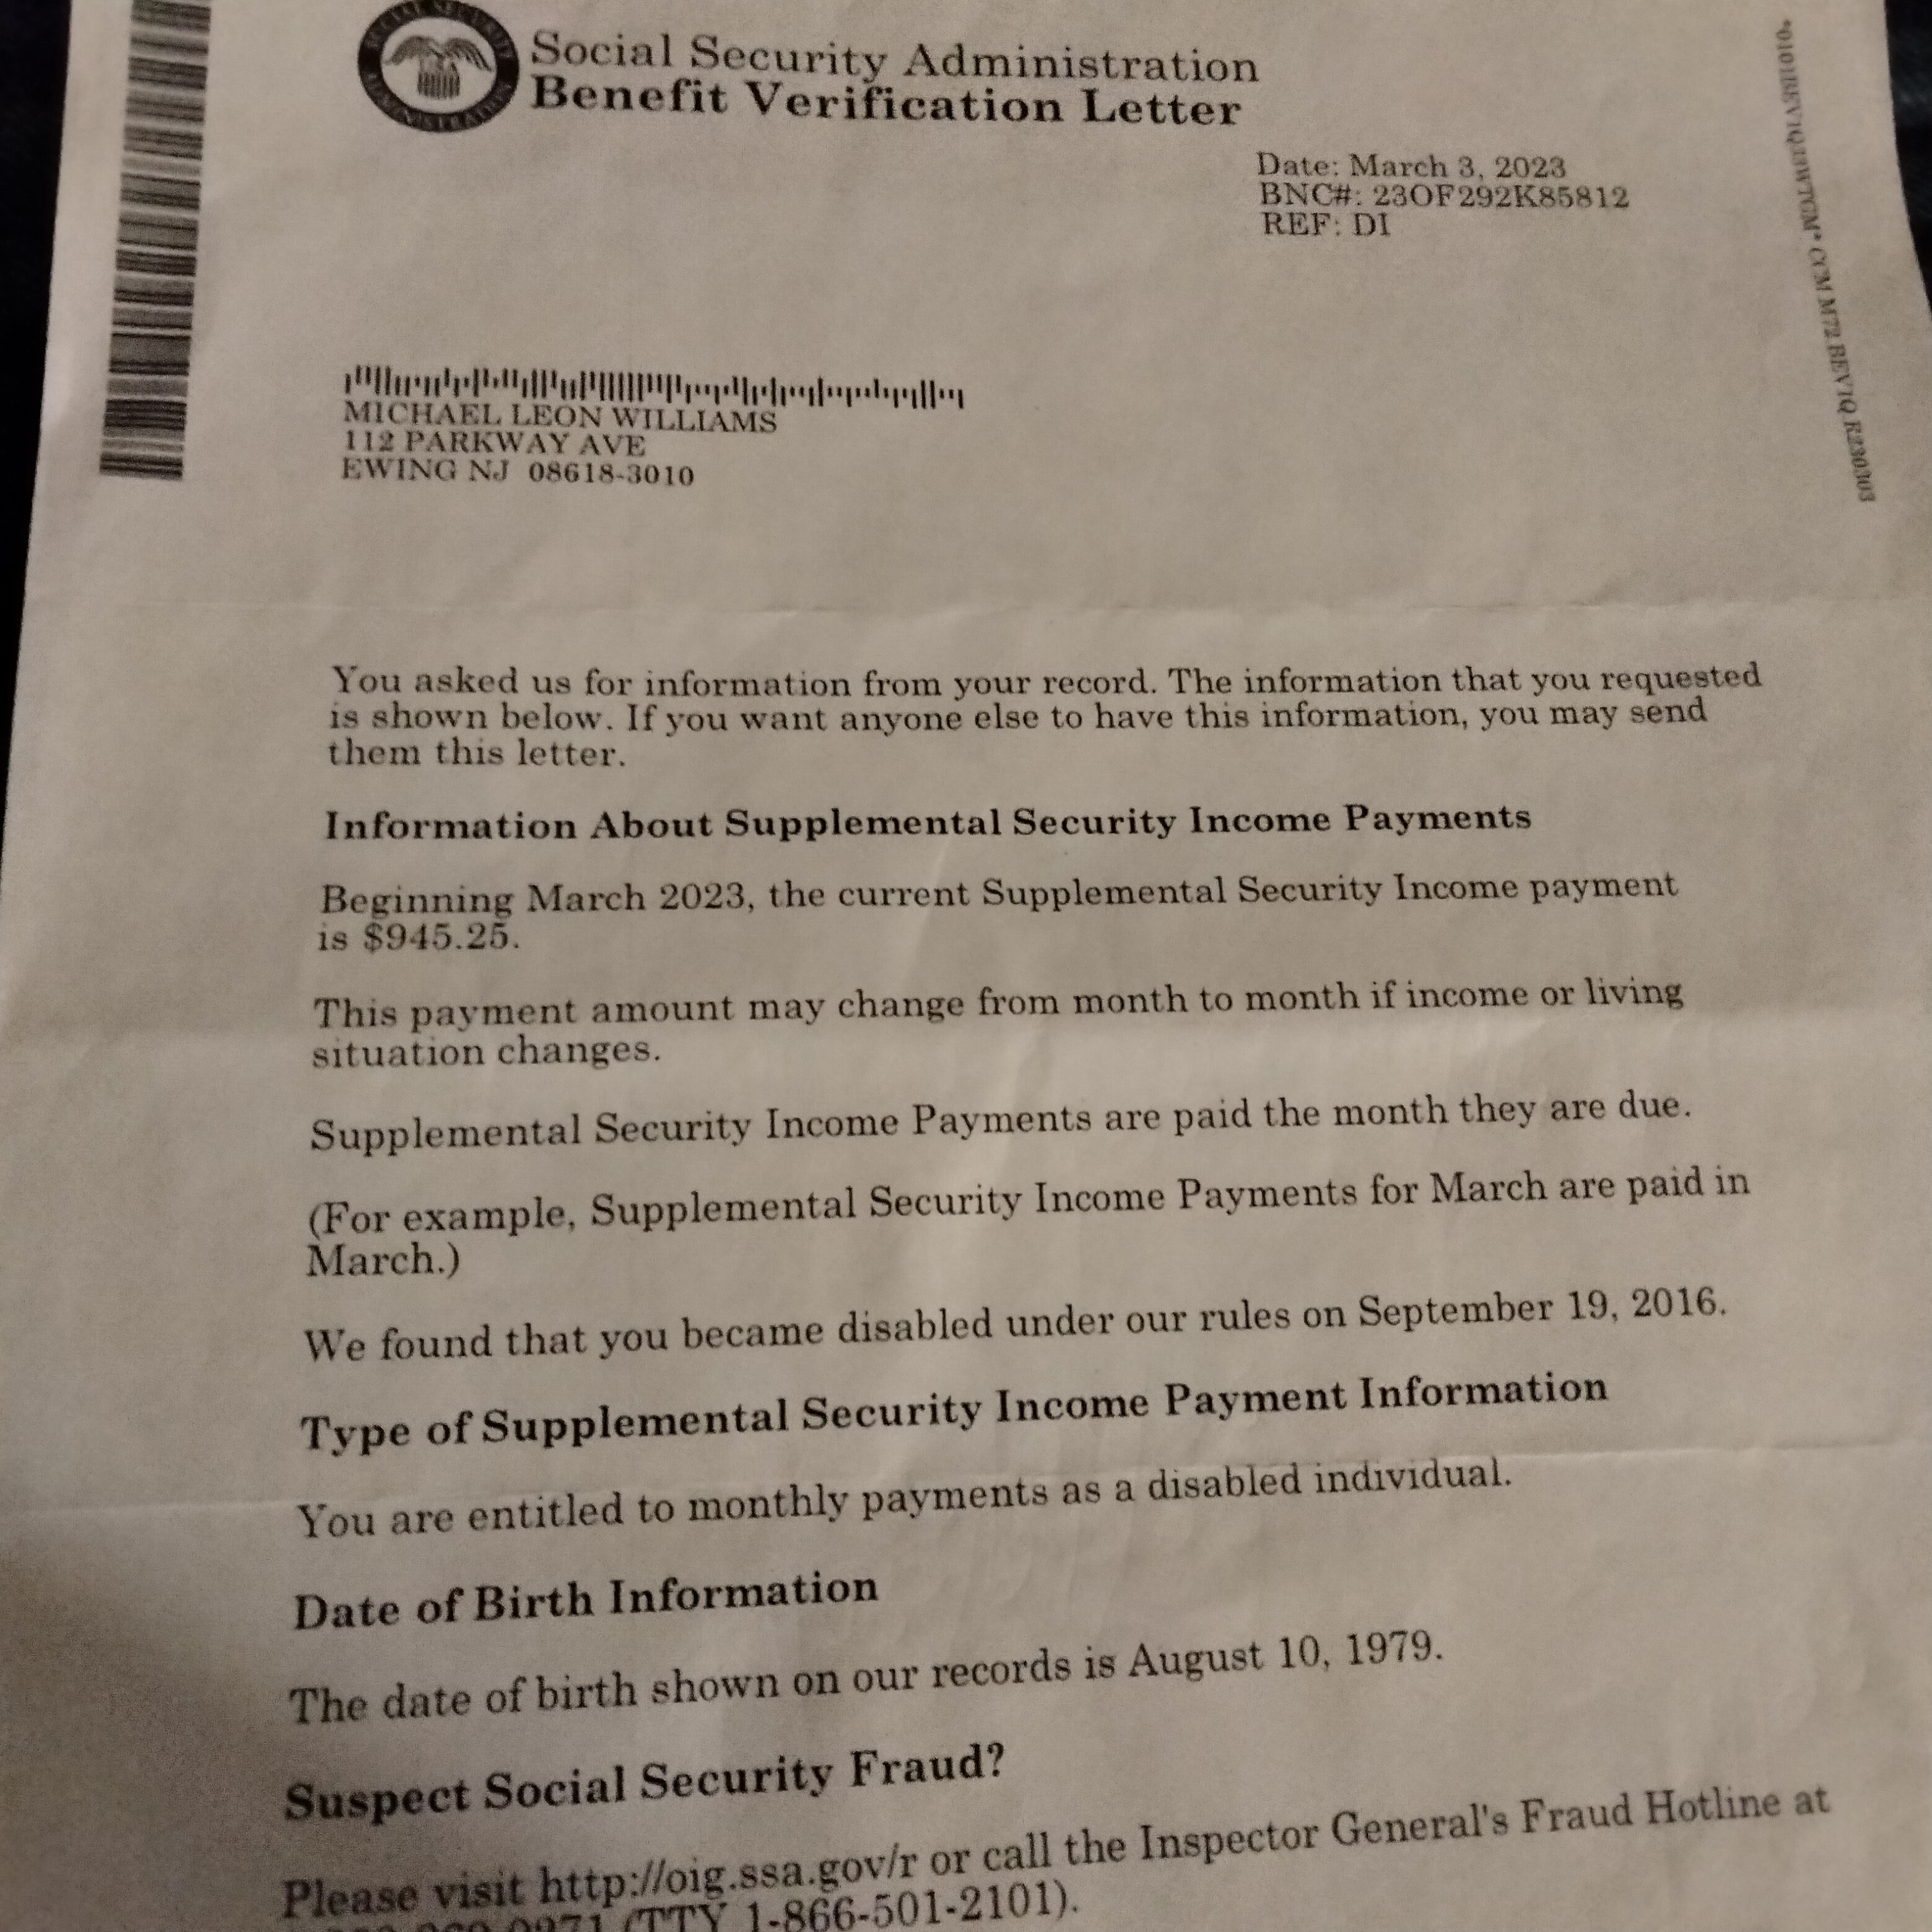 Social Security Administration
Benefit Verification Letter
Date: March 3, 2023
BNC#: 23OF292K85812
REF: DI
MICHAEL LEON WILLIAMS
112 PARKWAY AVE
EWING NJ 08618-3010
You asked us for information from your record. The information that you requested
is shown below. If you want anyone else to have this information, you may send
them this letter.
Information About Supplemental Security Income Payments
Beginning March 2023, the current Supplemental Security Income payment
is $945.25.
This payment amount may change from month to month if income or living
situation changes.
Supplemental Security Income Payments are paid the month they are due.
(For example, Supplemental Security Income Payments for March are paid in
March.)
We found that you became disabled under our rules on September 19, 2016.
Type of Supplemental Security Income Payment Information
You are entitled to monthly payments as a disabled individual.
Date of Birth Information
The date of birth shown on our records is August 10, 1979.
Suspect Social Security Fraud?
Please visit http://oig.ssa.gov/r or call the Inspector General's Fraud Hotline at
(TTY 1-866-501-2101).